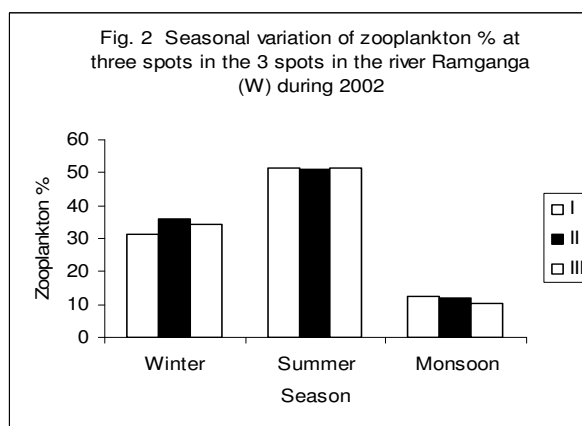 Fig. 2 Seasonal variation of zooplankton % at
three spots in the 3 spots in the river Ramganga
(W) during 2002
60
50
40
30
20
10
0
Zooplankton %
Winter
Summer
Monsoon
Season
I
II
III